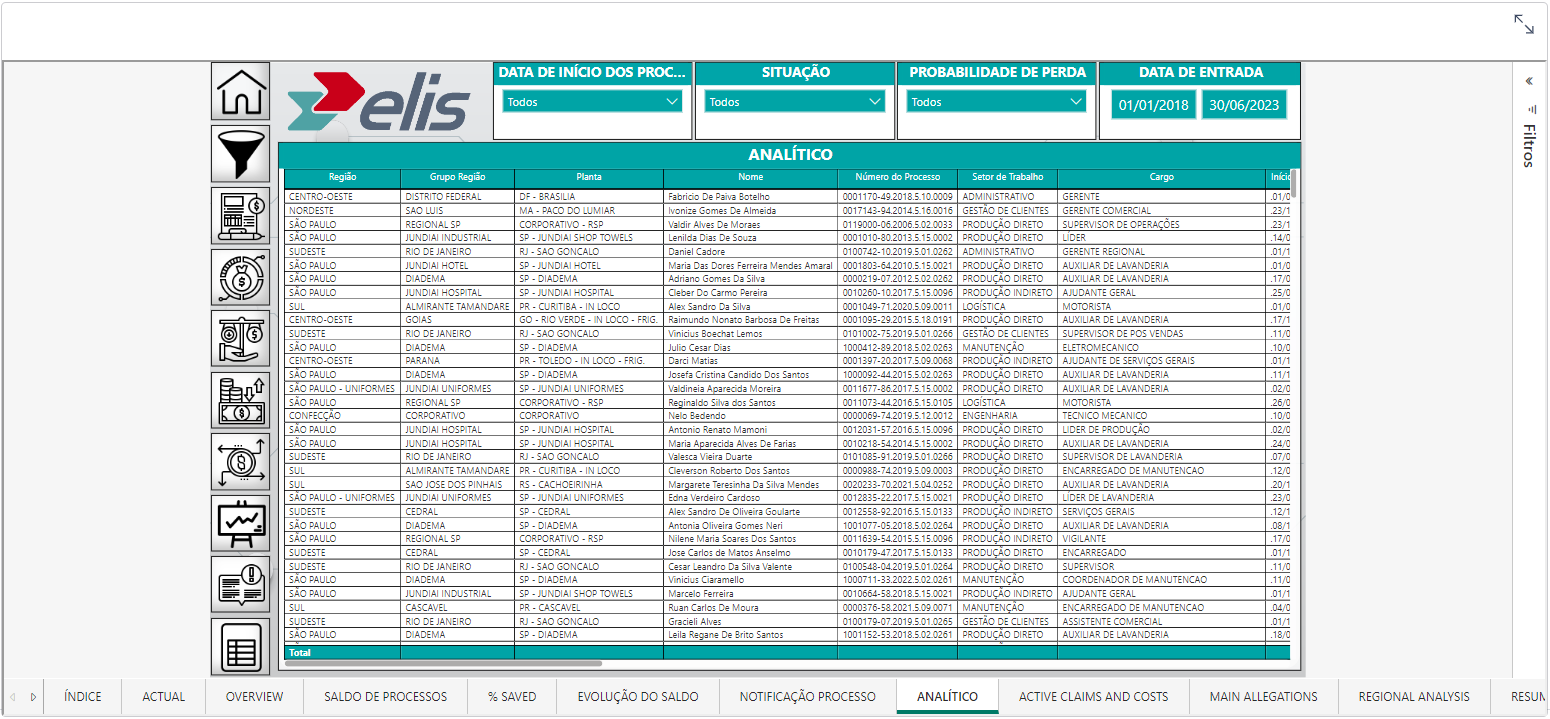 elis
DATA DE INÍCIO DOS PROC... SITUAÇÃO PROBABILIDADE DE PERDA DATA DE ENTRADA
Todos Todos Todos 01/01/2018 30/06/2023
Filtros
ANALÍTICO
Região Grupo Região Planta Nome Número do Processo Setor de Trabalho Cargo Iníci
CENTRO-OESTE DISTRITO FEDERAL DF - BRASILIA Fabricio De Paiva Botelho 0001170-49.2018.5.10.0009 ADMINISTRATIVO GERENTE .01/0
NORDESTE SAO LUIS MA - PACO DO LUMIAR Ivonize Gomes De Almeida 0017143-94.2014.5.16.0016 GESTÃO DE CLIENTES GERENTE COMERCIAL .23/1
SÃO PAULO REGIONAL SP CORPORATIVO - RSP Valdir Alves De Moraes 0119000-06.2006.5.02.0033 PRODUÇÃO DIRETO SUPERVISOR DE OPERAÇÕES .23/1
SÃO PAULO JUNDIAI INDUSTRIAL SP - JUNDIAI SHOP TOWELS Lenilda Dias De Souza 0001010-80.2013.5.15.0002 PRODUÇÃO DIRETO LÍDER .14/0
SUDESTE RIO DE JANEIRO RJ - SAO GONCALO Daniel Cadore 0100742-10.2019.5.01.0262 ADMINISTRATIVO GERENTE REGIONAL .01/1
SÃO PAULO JUNDIAI HOTEL SP - JUNDIAI HOTEL Maria Das Dores Ferreira Mendes Amaral 0001803-64.2010.5.15.0021 PRODUÇÃO DIRETO AUXILIAR DE LAVANDERIA .01/0
SÃO PAULO DIADEMA SP - DIADEMA Adriano Gomes Da Silva 0000219-07.2012.5.02.0262 PRODUÇÃO DIRETO AUXILIAR DE LAVANDERIA .17/0
SÃO PAULO JUNDIAI HOSPITAL SP - JUNDIAI HOSPITAL Cleber Do Carmo Pereira 0010260-10.2017.5.15.0096 PRODUÇÃO INDIRETO AJUDANTE GERAL .25/0
SUL ALMIRANTE TAMANDARE PR - CURITIBA - IN LOCO Alex Sandro Da Silva 0001049-71.2020.5.09.0011 LOGÍSTICA MOTORISTA .01/0
CENTRO-OESTE GOIAS GO - RIO VERDE - IN LOCO - FRIG. Raimundo Nonato Barbosa De Freitas 0001095-29.2015.5.18.0191 PRODUÇÃO DIRETO AUXILIAR DE LAVANDERIA .17/1
SUDESTE RIO DE JANEIRO RJ - SAO GONCALO Vinicius Boechat Lemos 0101002-75.2019.5.01.0266 GESTÃO DE CLIENTES SUPERVISOR DE POS VENDAS .11/0
SÃO PAULO DIADEMA SP - DIADEMA Julio Cesar Dias 1000412-89.2018.5.02.0263 MANUTENÇÃO ELETROMECANICO .10/0
CENTRO-OESTE PARANA PR - TOLEDO - IN LOCO - FRIG. Darci Matias 0001397-20.2017.5.09.0068 PRODUÇÃO INDIRETO AJUDANTE DE SERVIÇOS GERAIS .01/1
SÃO PAULO DIADEMA SP - DIADEMA Josefa Cristina Candido Dos Santos 1000092-44.2015.5.02.0263 PRODUÇÃO DIRETO AUXILIAR DE LAVANDERIA .11/1
SÃO PAULO - UNIFORMES JUNDIAI UNIFORMES SP - JUNDIAI UNIFORMES Valdineia Aparecida Moreira 0011677-86.2017.5.15.0002 PRODUÇÃO DIRETO AUXILIAR DE LAVANDERIA .02/0
SÃO PAULO REGIONAL SP CORPORATIVO - RSP Reginaldo Silva dos Santos 0011073-44.2016.5.15.0105 LOGÍSTICA MOTORISTA .26/0
CONFECÇÃO CORPORATIVO CORPORATIVO Nelo Bedendo 0000069-74.2019.5.12.0012 ENGENHARIA TECNICO MECANICO .10/0
SÃO PAULO JUNDIAI HOSPITAL SP - JUNDIAI HOSPITAL Antonio Renato Mamoni 0012031-57.2016.5.15.0096 PRODUÇÃO DIRETO LIDER DE PRODUÇÃO .02/0
SÃO PAULO JUNDIAI HOSPITAL SP - JUNDIAI HOSPITAL Maria Aparecida Alves De Farias 0010218-54.2014.5.15.0002 PRODUÇÃO DIRETO AUXILIAR DE LAVANDERIA .24/0
SUDESTE RIO DE JANEIRO RJ - SAO GONCALO Valesca Vieira Duarte 0101085-91.2019.5.01.0266 PRODUÇÃO DIRETO SUPERVISOR DE LAVANDERIA .07/0
SUL ALMIRANTE TAMANDARE PR - CURITIBA - IN LOCO Cleverson Roberto Dos Santos 0000988-74.2019.5.09.0003 PRODUÇÃO DIRETO ENCARREGADO DE MANUTENCAO .12/0
SUL SAO JOSE DOS PINHAIS RS - CACHOEIRINHA Margarete Teresinha Da Silva Mendes 0020233-70.2021.5.04.0252 PRODUÇÃO DIRETO AUXILIAR DE LAVANDERIA .20/1
SÃO PAULO - UNIFORMES JUNDIAI UNIFORMES SP - JUNDIAI UNIFORMES Edna Verdeiro Cardoso 0012835-22.2017.5.15.0021 PRODUÇÃO DIRETO LÍDER DE LAVANDERIA .23/0
SUDESTE CEDRAL SP - CEDRAL Alex Sandro De Oliveira Goularte 0012558-92.2016.5.15.0133 PRODUÇÃO INDIRETO SERVIÇOS GERAIS .12/1
SÃO PAULO DIADEMA SP - DIADEMA Antonia Oliveira Gomes Neri 1001077-05.2018.5.02.0264 PRODUÇÃO DIRETO AUXILIAR DE LAVANDERIA .08/1
SÃO PAULO REGIONAL SP CORPORATIVO - RSP Nilene Maria Soares Dos Santos 0011639-54.2015.5.15.0096 PRODUÇÃO INDIRETO VIGILANTE .17/0
SUDESTE CEDRAL SP - CEDRAL Jose Carlos de Matos Anselmo 0010179-47.2017.5.15.0133 PRODUÇÃO DIRETO ENCARREGADO .01/1
SUDESTE RIO DE JANEIRO RJ - SAO GONCALO Cesar Leandro Da Silva Valente 0100548-04.2019.5.01.0264 PRODUÇÃO DIRETO SUPERVISOR .11/0
SÃO PAULO DIADEMA SP - DIADEMA Vinicius Ciaramello 1000711-33.2022.5.02.0261 MANUTENÇÃO COORDENADOR DE MANUTENCAO .11/0
SÃO PAULO JUNDIAI INDUSTRIAL SP - JUNDIAI SHOP TOWELS Marcelo Ferreira 0010664-58.2018.5.15.0021 PRODUÇÃO INDIRETO AJUDANTE GERAL .01/1
SUL CASCAVEL PR - CASCAVEL Ruan Carlos De Moura 0000376-58.2021.5.09.0071 MANUTENÇÃO ENCARREGADO DE MANUTENCAO .04/0
SUDESTE RIO DE JANEIRO RJ - SAO GONCALO Gracieli Alves 0100179-07.2019.5.01.0265 GESTÃO DE CLIENTES ASSISTENTE COMERCIAL .01/1
SÃO PAULO DIADEMA SP - DIADEMA Leila Regane De Brito Santos 1001152-53.2018.5.02.0261 PRODUÇÃO DIRETO AUXILIAR DE LAVANDERIA .18/0
Total
ÍNDICE ACTUAL OVERVIEW SALDO DE PROCESSOS % SAVED EVOLUÇÃO DO SALDO NOTIFICAÇÃO PROCESSO ANALÍTICO ACTIVE CLAIMS AND COSTS MAIN ALLEGATIONS REGIONAL ANALYSIS RESUM